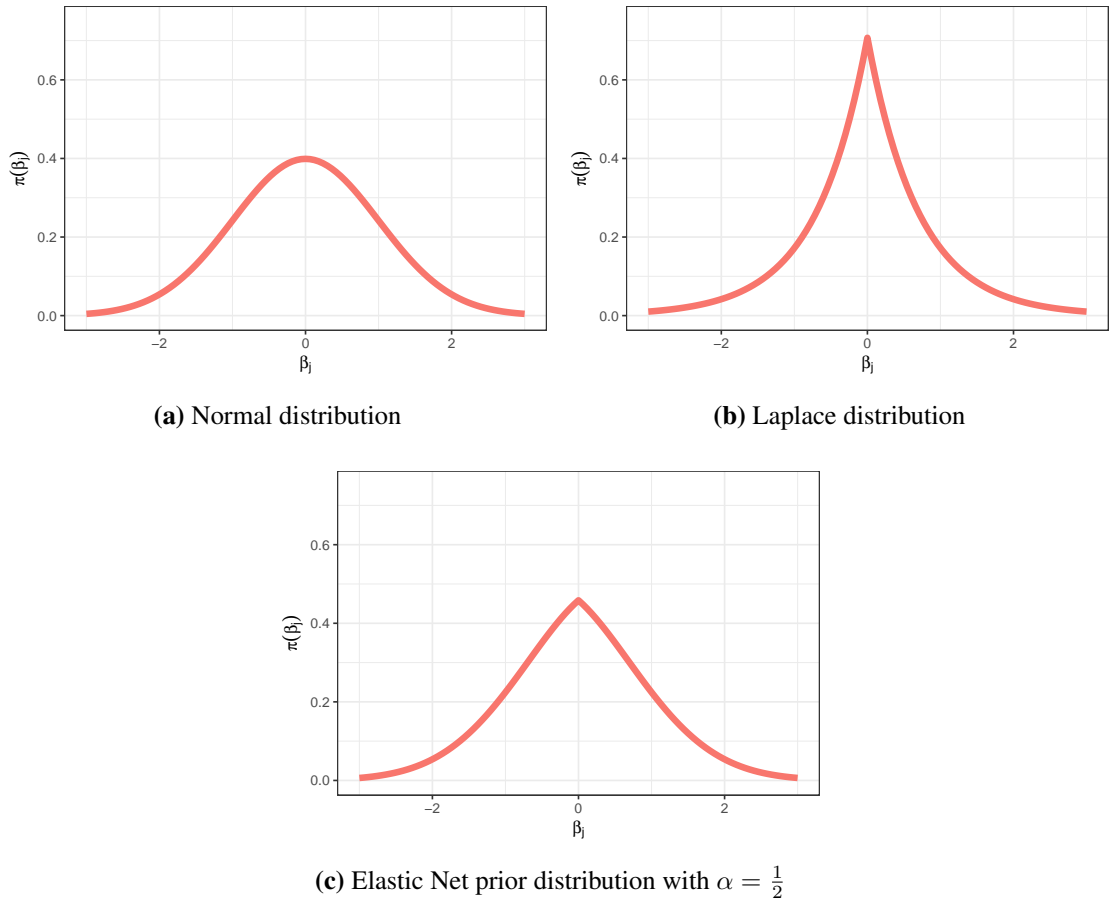 0.6
0.4
0.2
0.0
π(βj)
−2 0 2
βj
(a) Normal distribution
0.6
0.4
0.2
0.0
π(βj)
−2 0 2
βj
(b) Laplace distribution
0.6
0.4
0.2
0.0
π(βj)
−2 0 2
βj
(c) Elastic Net prior distribution with α = 1/2